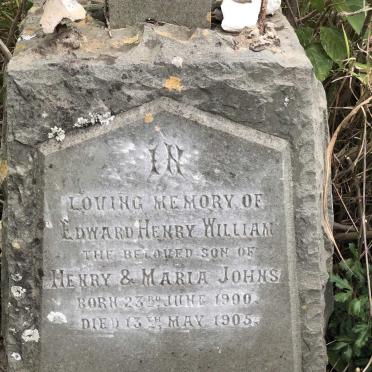 IN
LOVING MEMORY OF
EDWARD HENRY WILLIAM
THE BELOVED SON OF
HENRY & MARIA JOHNS
BORN 23RD JUNE 1900.
DIED 13TH MAY 1905.